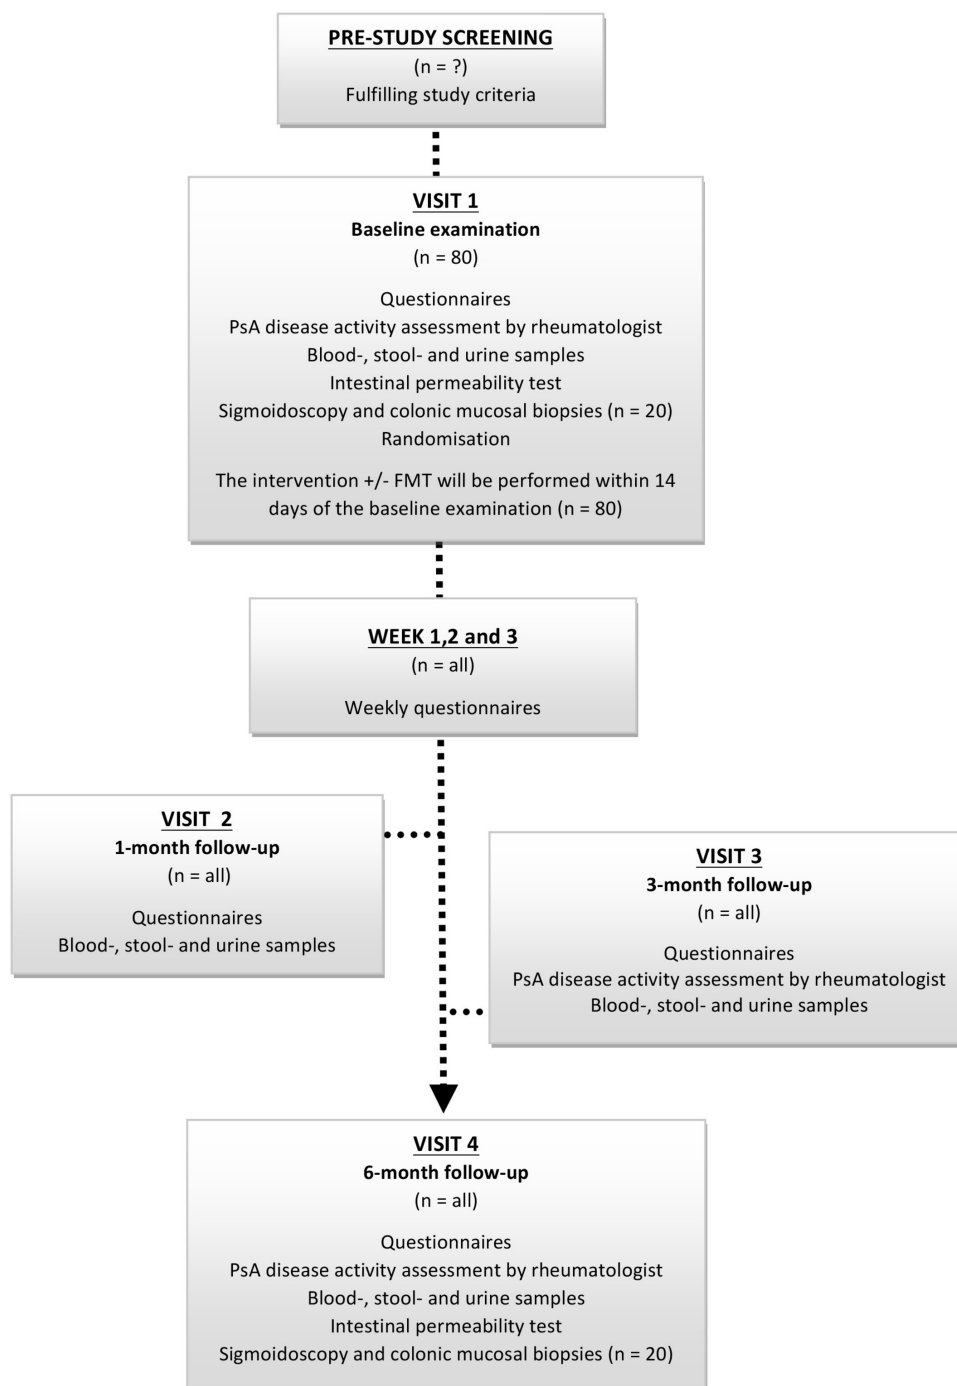 PRE-STUDY SCREENING
(n = ?)
Fulfilling study criteria
VISIT 1
Baseline examination
(n = 80)
Questionnaires
PsA disease activity assessment by rheumatologist
Blood-, stool- and urine samples
Intestinal permeability test
Sigmoidoscopy and colonic mucosal biopsies (n = 20)
Randomisation
The intervention +/- FMT will be performed within 14
days of the baseline examination (n = 80)
WEEK 1,2 and 3
(n = all)
Weekly questionnaires
VISIT 2
1-month follow-up
(n = all)
Questionnaires
Blood-, stool- and urine samples
VISIT 3
3-month follow-up
(n = all)
Questionnaires
PsA disease activity assessment by rheumatologist
Blood-, stool- and urine samples
VISIT 4
6-month follow-up
(n = all)
Questionnaires
PsA disease activity assessment by rheumatologist
Blood-, stool- and urine samples
Intestinal permeability test
Sigmoidoscopy and colonic mucosal biopsies (n = 20)